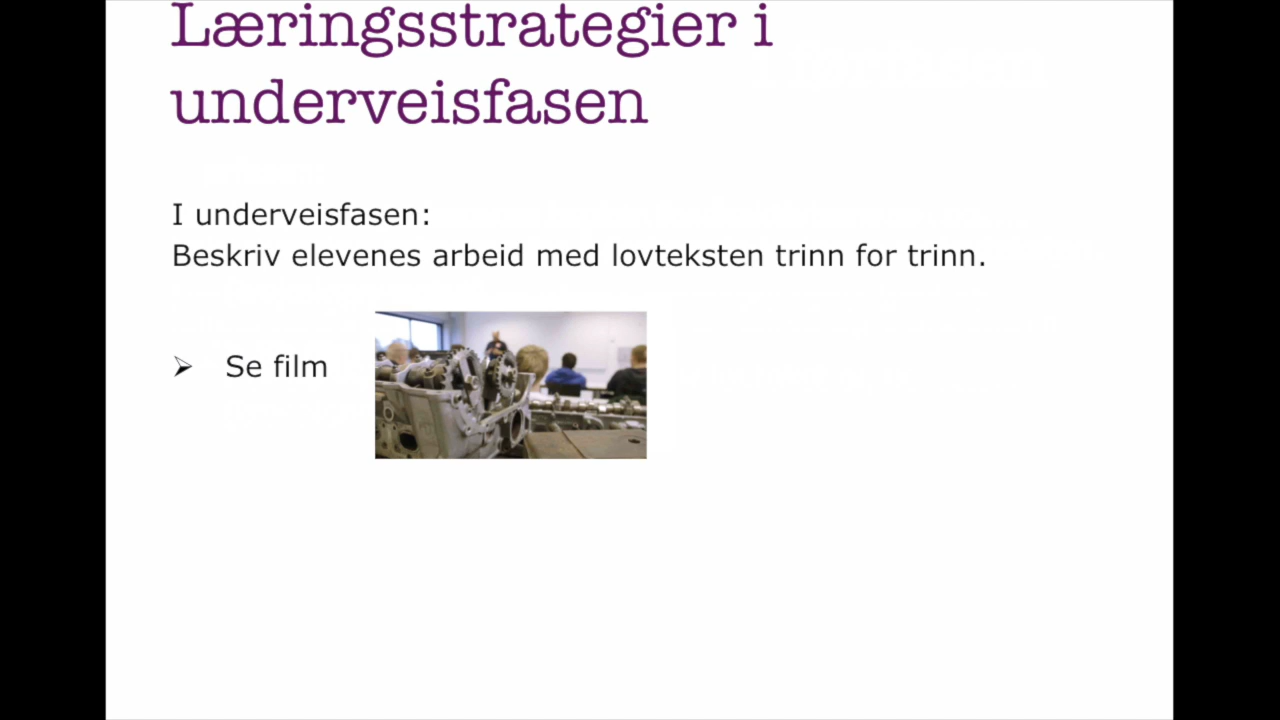 Læringsstrategier i
underveisfasen
I underveisfasen:
Beskriv elevenes arbeid med lovteksten trinn for trinn.
➢ Se film